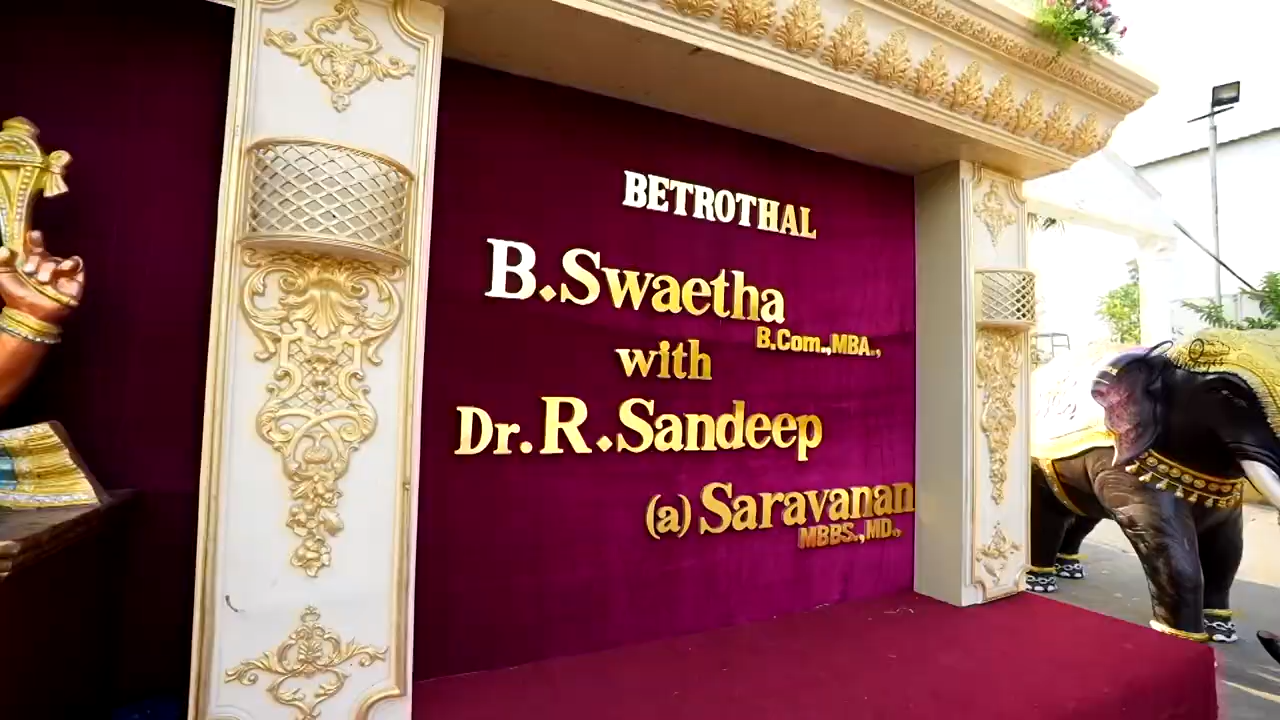 BETROTHAL
B.Swaetha
B.Com.,MBA.,
with
Dr.R.Sandeep
(a) Saravanan
MBBS.,MD.,